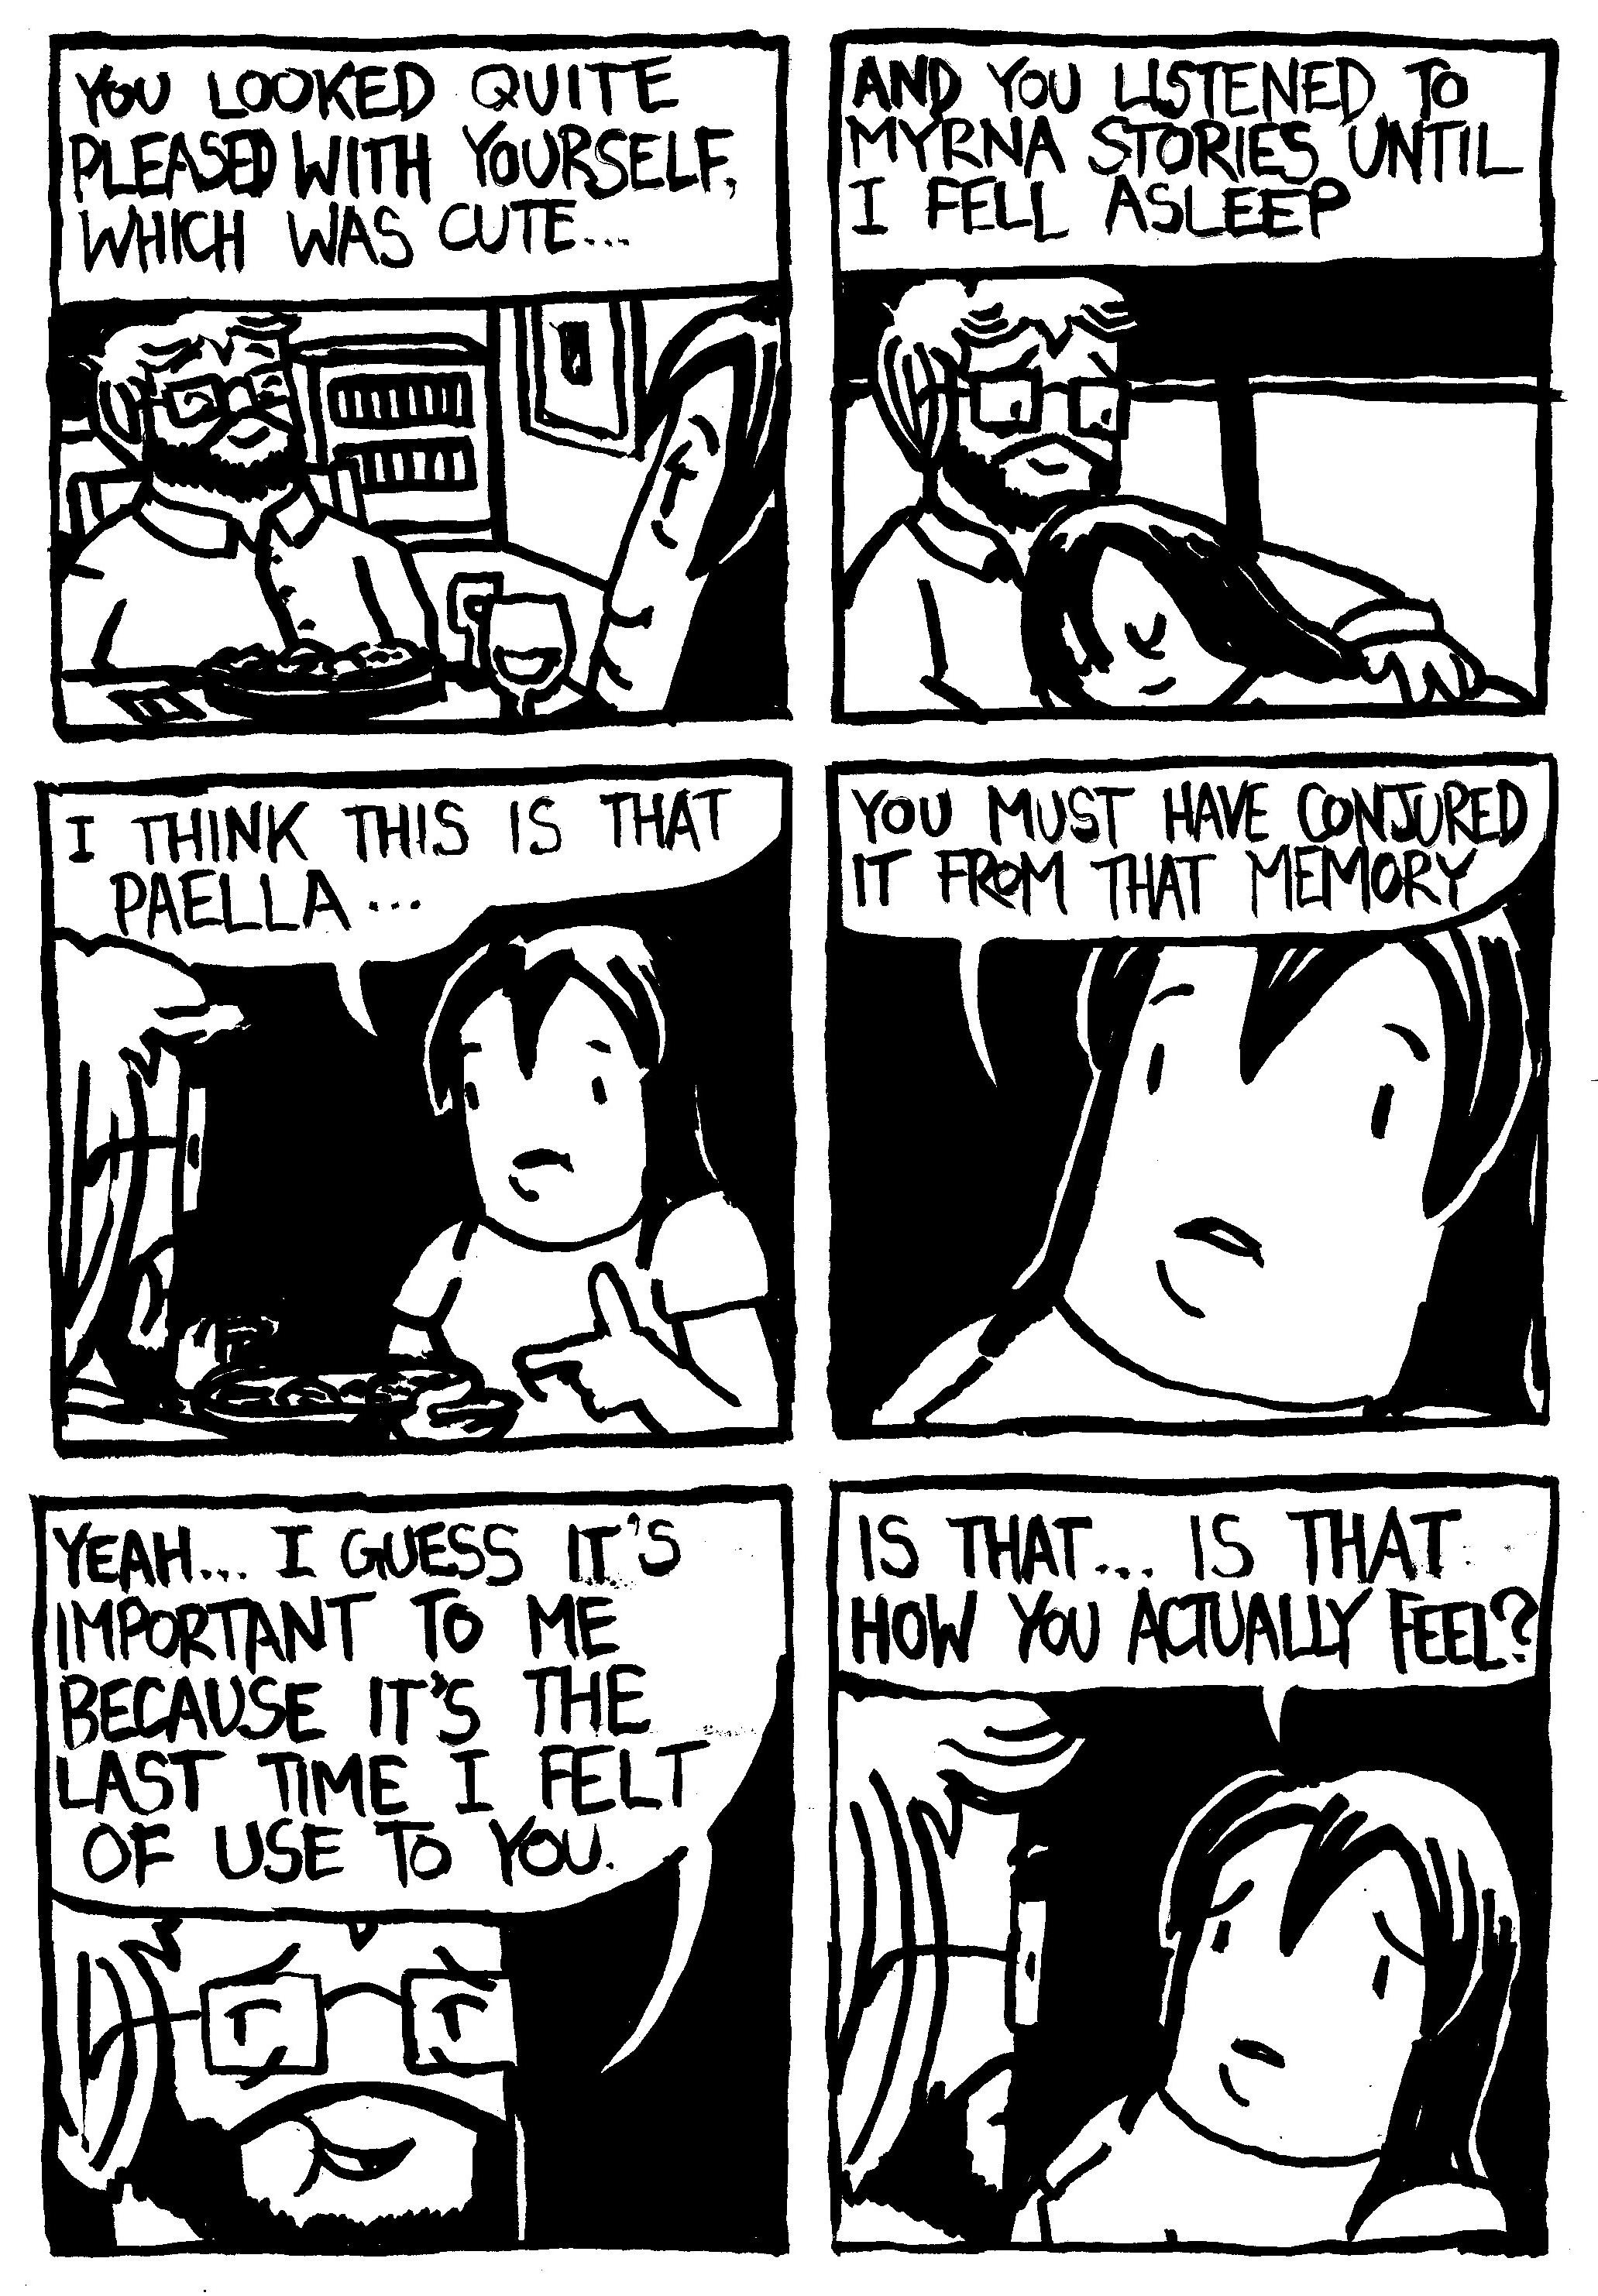 YOU LOOKED QUITE
PLEASED WITH YOURSELF,
WHICH WAS CUTE...
AND YOU LISTENED TO
MYRNA STORIES UNTIL
I FELL ASLEEP
I THINK THIS IS THAT
PAELLA...
YOU MUST HAVE CONJURED
IT FROM THAT MEMORY
YEAH... I GUESS IT'S
IMPORTANT TO ME
BECAUSE IT'S THE
LAST TIME I FELT
OF USE TO YOU.
IS THAT... IS THAT
HOW YOU ACTUALLY FEEL?